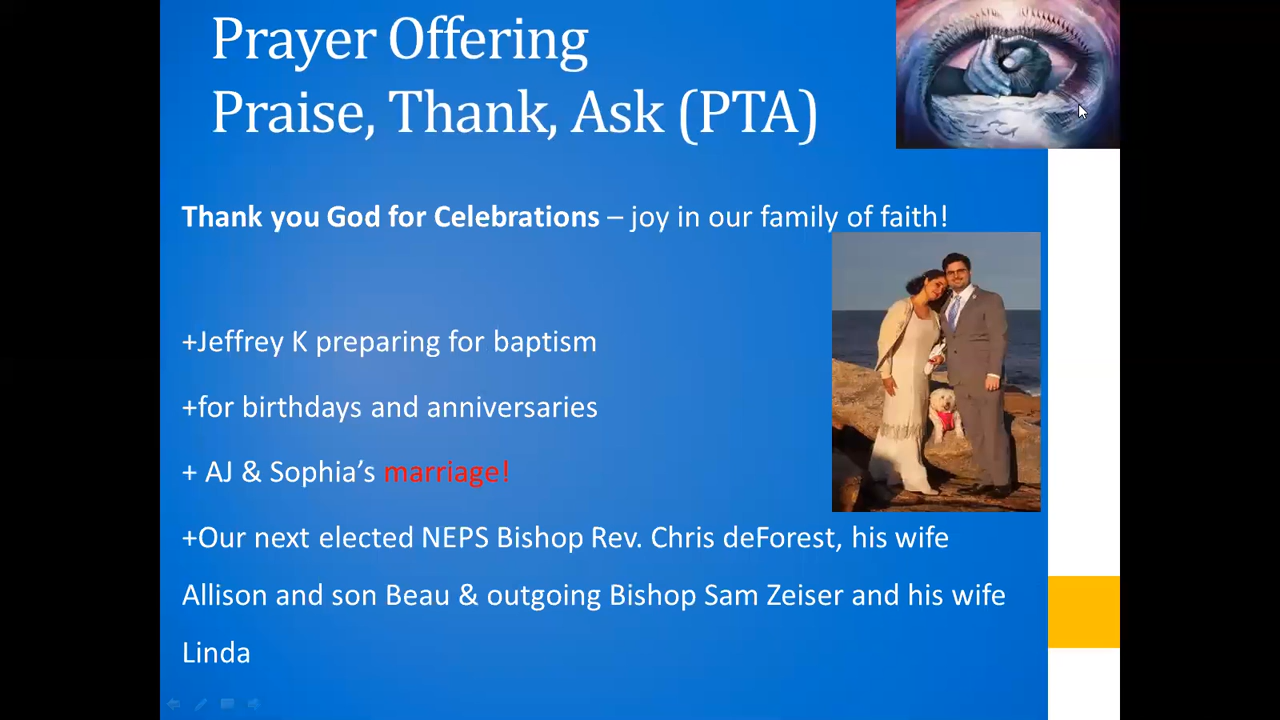 Prayer Offering
Praise, Thank, Ask (PTA)
Thank you God for Celebrations – joy in our family of faith!
+Jeffrey K preparing for baptism
+for birthdays and anniversaries
+ AJ & Sophia’s marriage!
+Our next elected NEPS Bishop Rev. Chris deForest, his wife
Allison and son Beau & outgoing Bishop Sam Zeiser and his wife
Linda